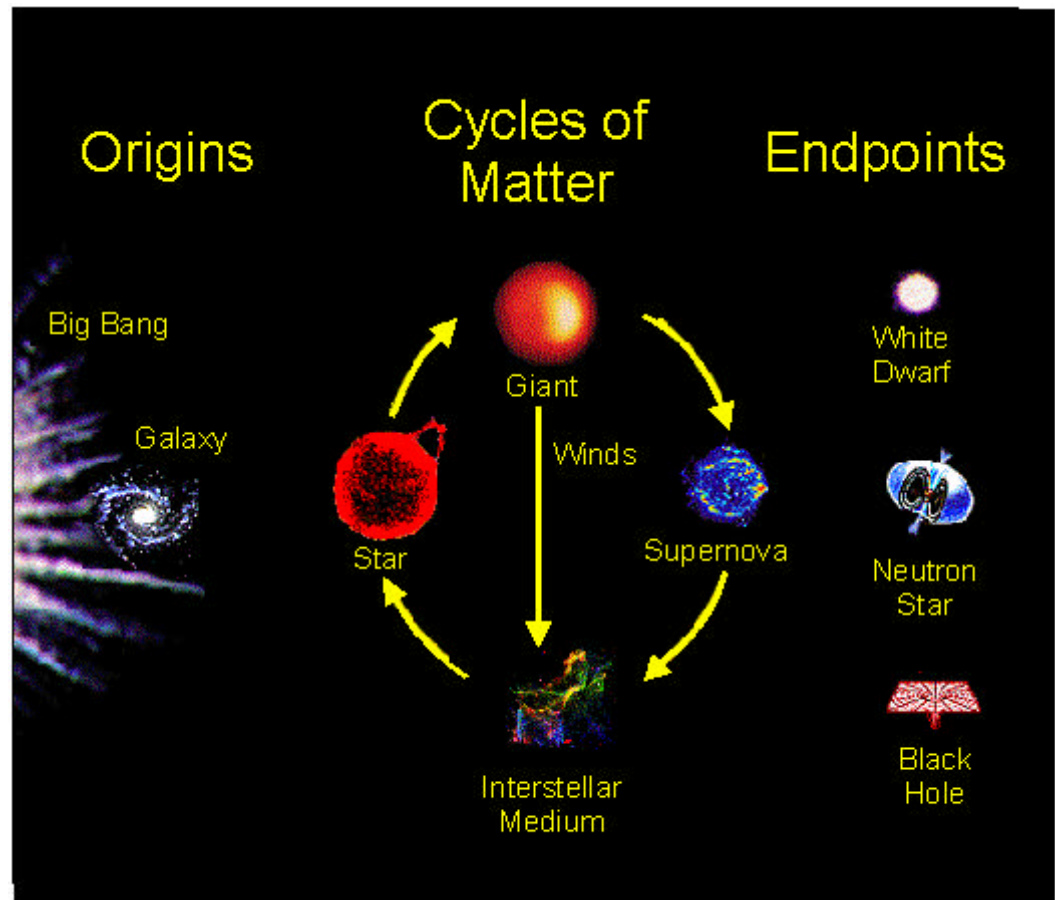 Origins
Cycles of
Matter
Endpoints
Big Bang
Galaxy
Giant
Winds
Star
Supernova
Interstellar
Medium
White
Dwarf
Neutron
Star
Black
Hole